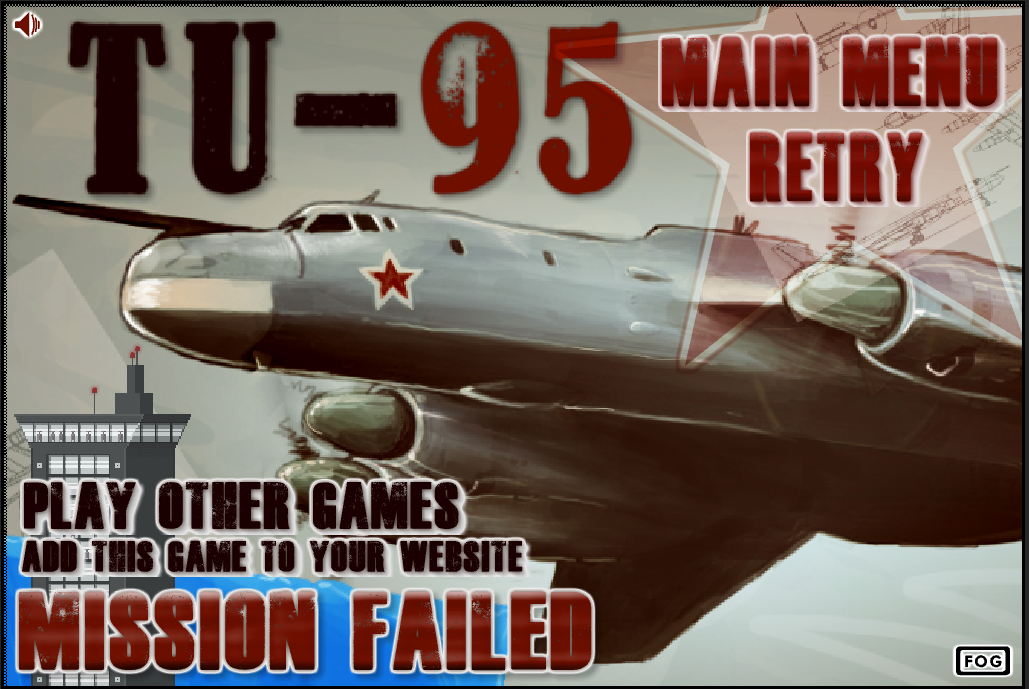 TU-95
MAIN MENU
RETRY
PLAY OTHER GAMES
ADD THIS GAME TO YOUR WEBSITE
MISSION FAILED
FOG